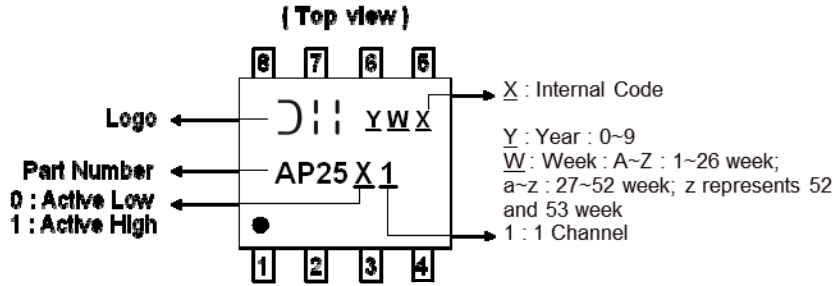 ( Top view )
8 7 6 5
Logo
Y W X
X : Internal Code
Part Number
AP25 X 1
0 : Active Low
1 : Active High
Y : Year : 0~9
W : Week : A~Z : 1~26 week;
a~z : 27~52 week; z represents 52
and 53 week
1 : 1 Channel
1 2 3 4